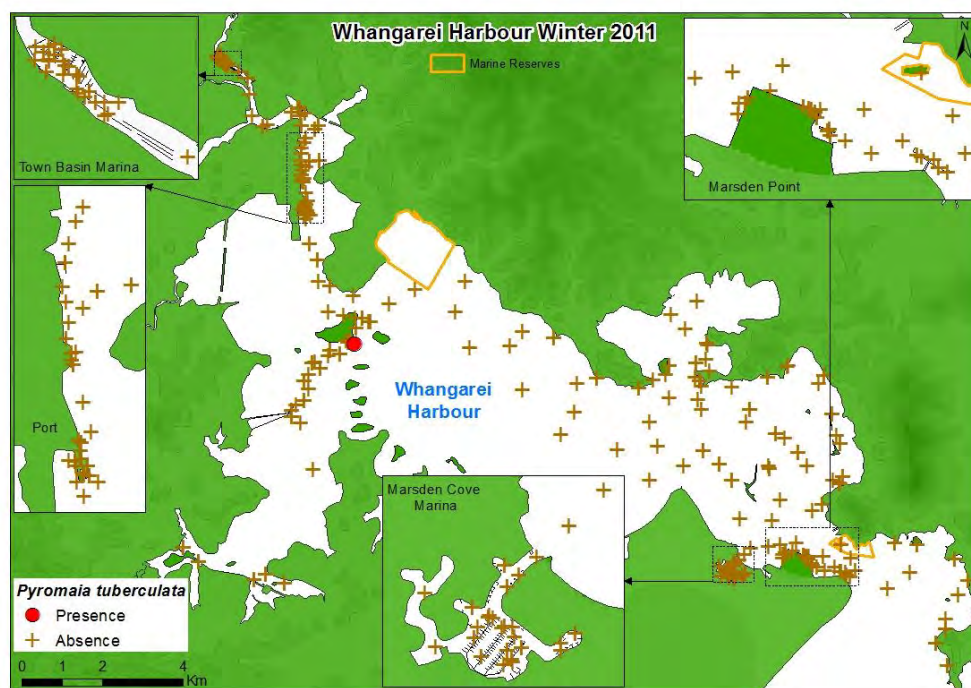 Whangarei Harbour Winter 2011
Marine Reserves
N
Town Basin Marina
Marsden Point
Port
Whangarei
Harbour
Marsden Cove
Marina
Pyromaia tuberculata
Presence
Absence
0 1 2 4
Km